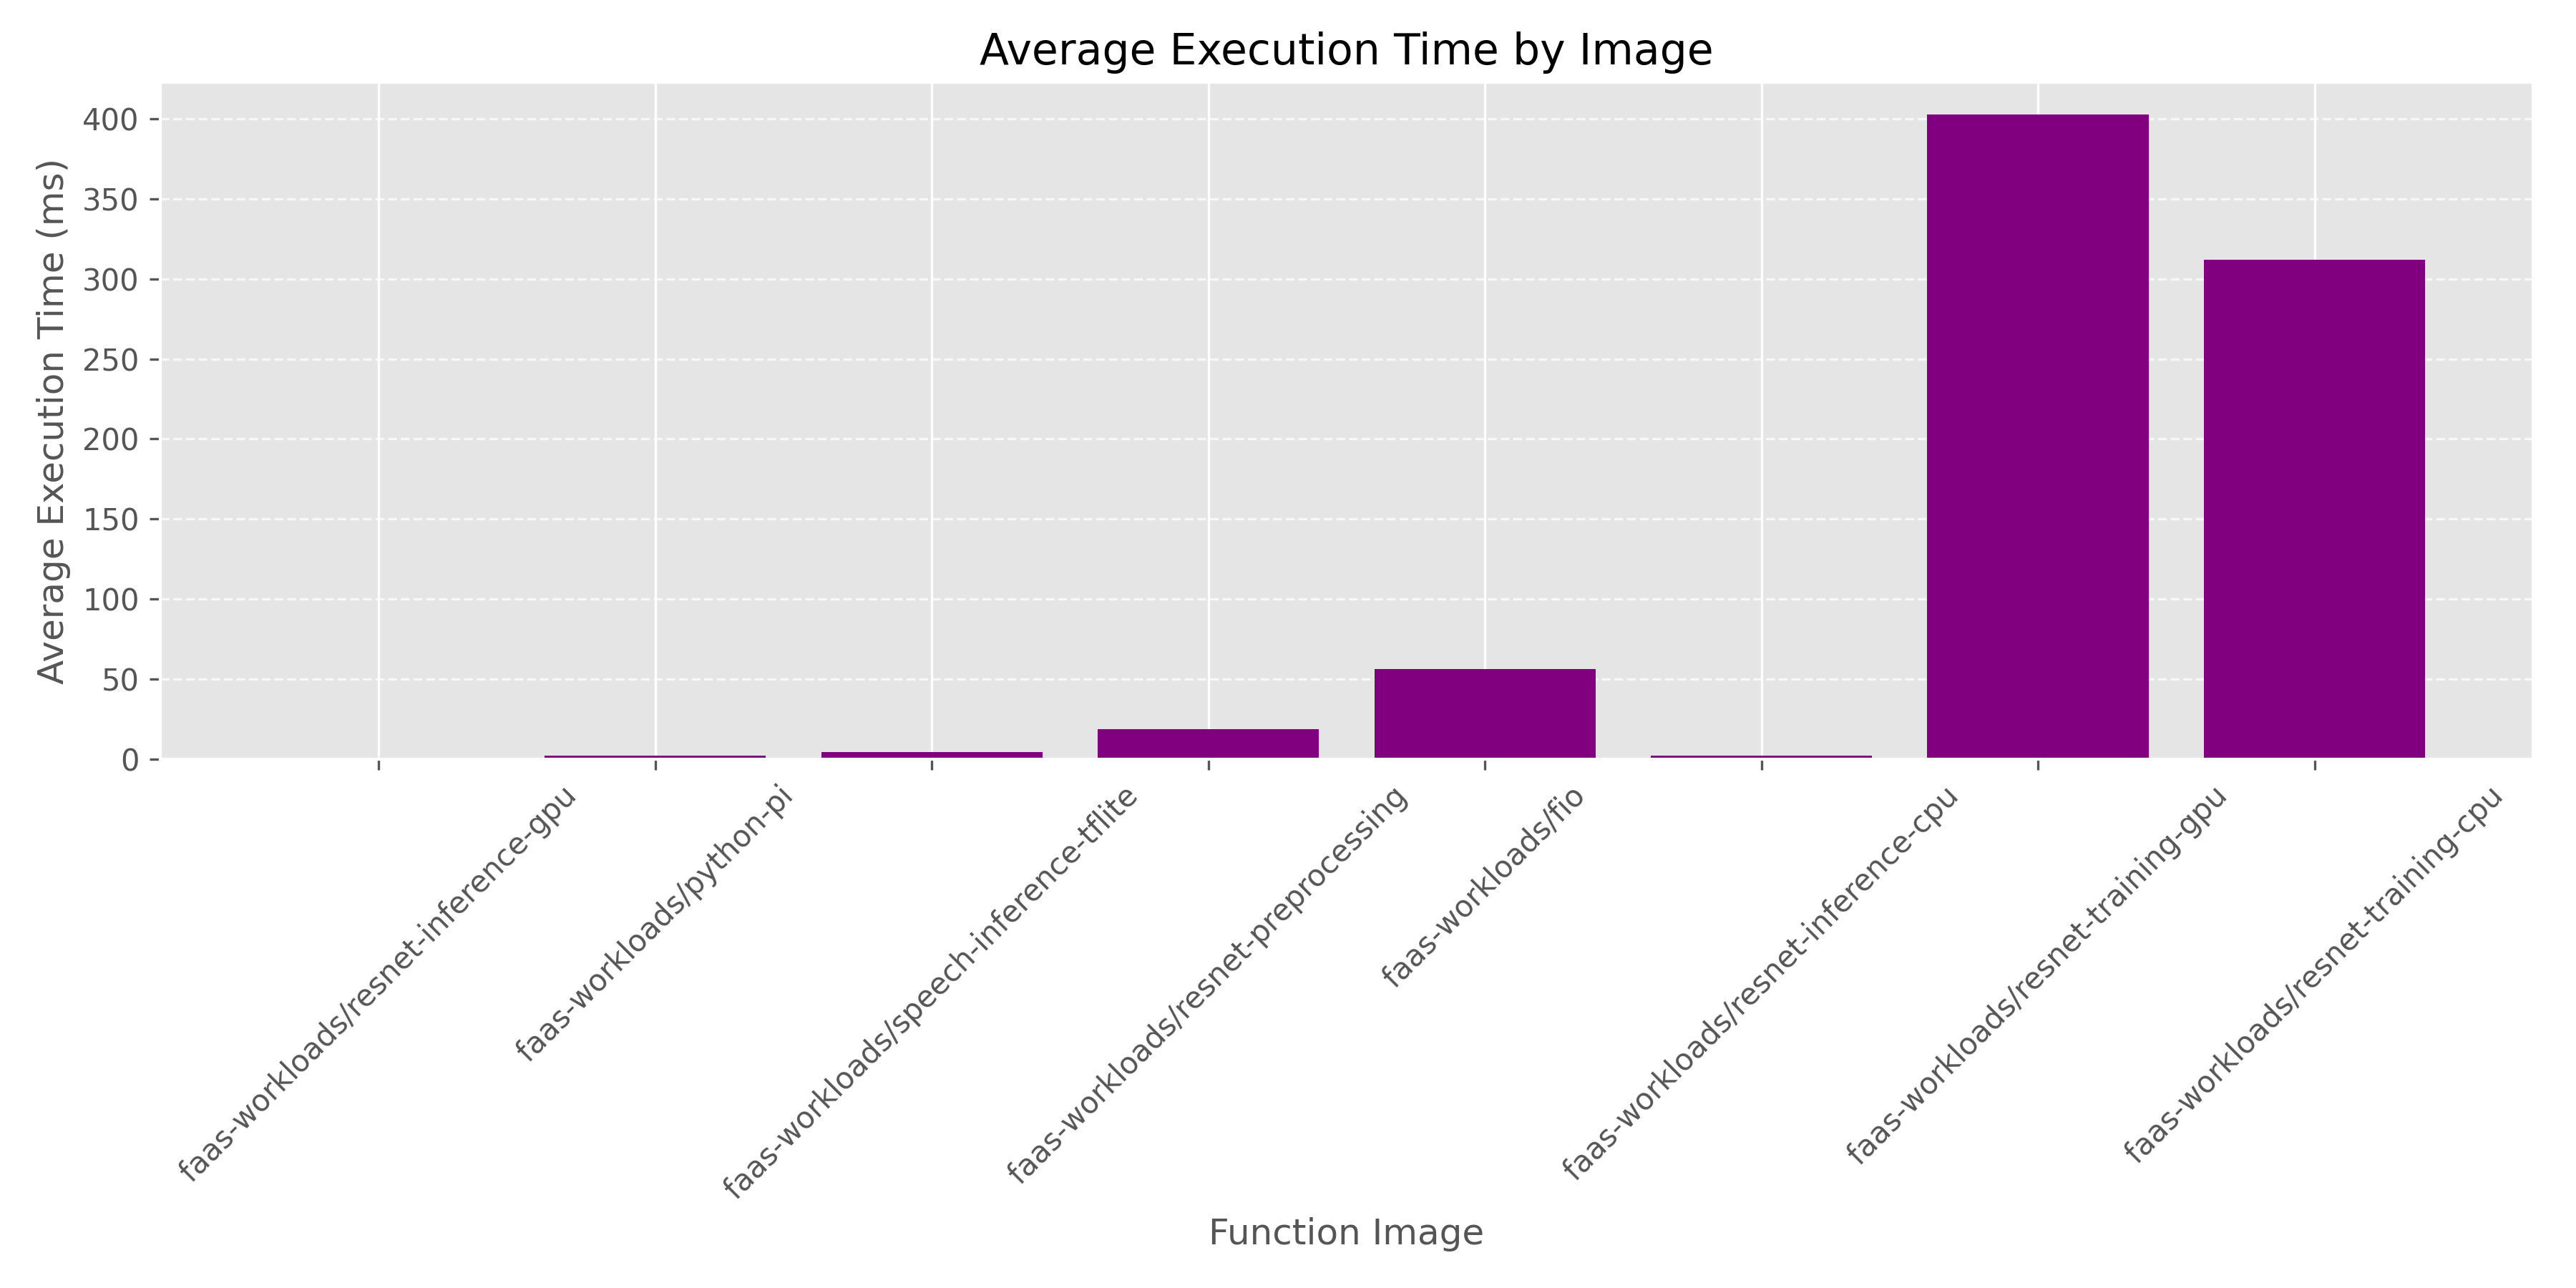 Average Execution Time by Image
Average Execution Time (ms)
400
350
300
250
200
150
100
50
0
faas-workloads/resnet-inference-gpu
faas-workloads/python-pi
faas-workloads/speech-inference-tflite
faas-workloads/resnet-preprocessing
faas-workloads/fio
faas-workloads/resnet-inference-cpu
faas-workloads/resnet-training-gpu
faas-workloads/resnet-training-cpu
Function Image